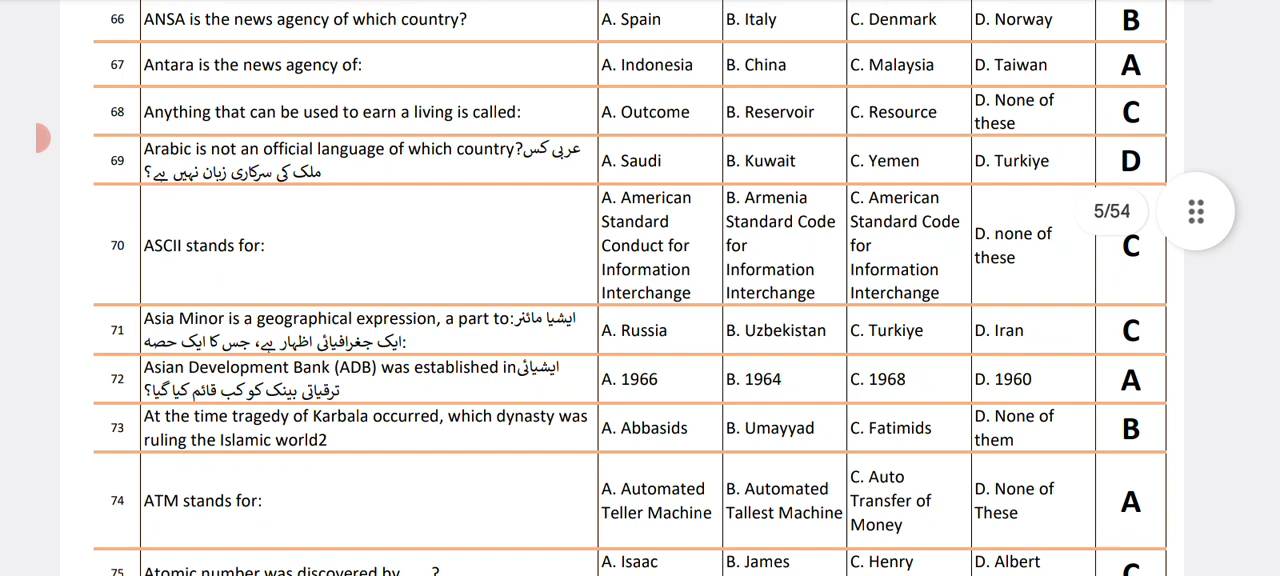 66 ANSA is the news agency of which country? A. Spain B. Italy C. Denmark D. Norway B
67 Antara is the news agency of: A. Indonesia B. China C. Malaysia D. Taiwan A
68 Anything that can be used to earn a living is called: A. Outcome B. Reservoir C. Resource D. None of these C
69 Arabic is not an official language of which country?عربی کس
ملک کی سرکاری زبان نہیں ہے؟ A. Saudi B. Kuwait C. Yemen D. Turkiye D
5/54
70 ASCII stands for: A. American Standard Conduct for Information Interchange B. Armenia Standard Code for Information Interchange C. American Standard Code for Information Interchange D. none of these C
71 Asia Minor is a geographical expression, a part to:ایشیا مائنر
ایک جغرافیائی اظہار ہے، جس کا ایک حصہ: A. Russia B. Uzbekistan C. Turkiye D. Iran C
72 Asian Development Bank (ADB) was established inایشیائی
ترقیاتی بینک کو کب قائم کیا گیا؟ A. 1966 B. 1964 C. 1968 D. 1960 A
73 At the time tragedy of Karbala occurred, which dynasty was
ruling the Islamic world2 A. Abbasids B. Umayyad C. Fatimids D. None of them B
74 ATM stands for: A. Automated Teller Machine B. Automated Tallest Machine C. Auto Transfer of Money D. None of These A
75 Atomic number was discovered by ___? A. Isaac B. James C. Henry D. Albert C